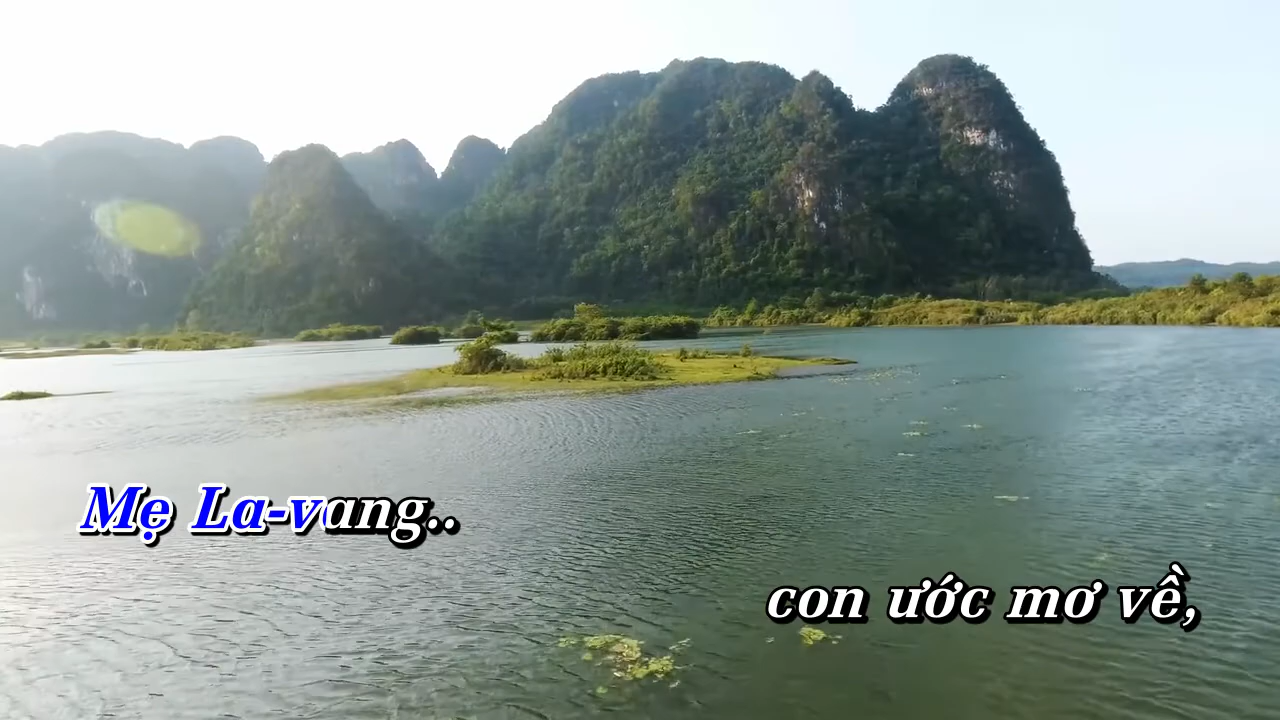 Mẹ La-vang..
con ước mơ về,